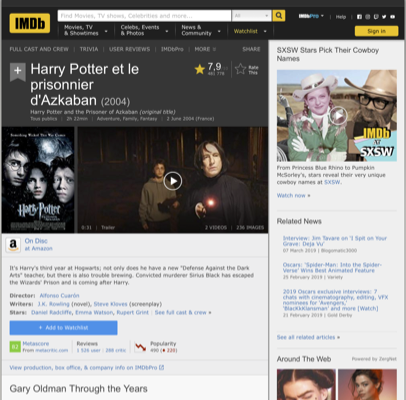 IMDb
Find Movies, TV shows, Celebrities and more...
All
IMDbPro
Help
Movies, TV & Showtimes
Celebs, Events & Photos
News & Community
Watchlist
Sign in
FULL CAST AND CREW | TRIVIA | USER REVIEWS | IMDbPro | MORE
SHARE
Harry Potter et le prisonnier d'Azkaban (2004)
7,9
Rate This
Harry Potter and the Prisoner of Azkaban (original title)
Tous publics | 2h 22min | Adventure, Family, Fantasy | 2 June 2004 (France)
Something Wicked This Way Comes
Harry Potter
0:31 | Trailer
2 VIDEOS | 236 IMAGES
On Disc
at Amazon
It's Harry's third year at Hogwarts; not only does he have a new "Defense Against the Dark
Arts" teacher, but there is also trouble brewing. Convicted murderer Sirius Black has escaped
the Wizards' Prison and is coming after Harry.
Director: Alfonso Cuarón
Writers: J.K. Rowling (novel), Steve Kloves (screenplay)
Stars: Daniel Radcliffe, Emma Watson, Rupert Grint | See full cast & crew »
+ Add to Watchlist
82
Metascore
From metacritic.com
Reviews
1 526 user | 286 critic
Popularity
View production, box office, & company info on IMDbPro
Gary Oldman Through the Years
SXSW Stars Pick Their Cowboy
Names
IMDb
AT
SXSW
From Princess Blue Rhino to Pumpkin
McSorley's, stars reveal their very unique
cowboy names at SXSW.
Watch now »
Related News
Interview: Jim Tavare on 'I Spit on
Your Grave: Deja Vu'
07 March 2019 | Blogomatic3000
Oscars: 'Spider-Man: Into the Spider-
Verse' Wins Best Animated Feature
25 February 2019 | Variety
2019 Oscars exclusive interviews: 7
chats with cinematography, editing, VFX
nominees for 'Avengers,'
'BlacKkKlansman' and more [Watch]
21 February 2019 | Gold Derby
See all related articles »
Around The Web
Powered by ZergNet